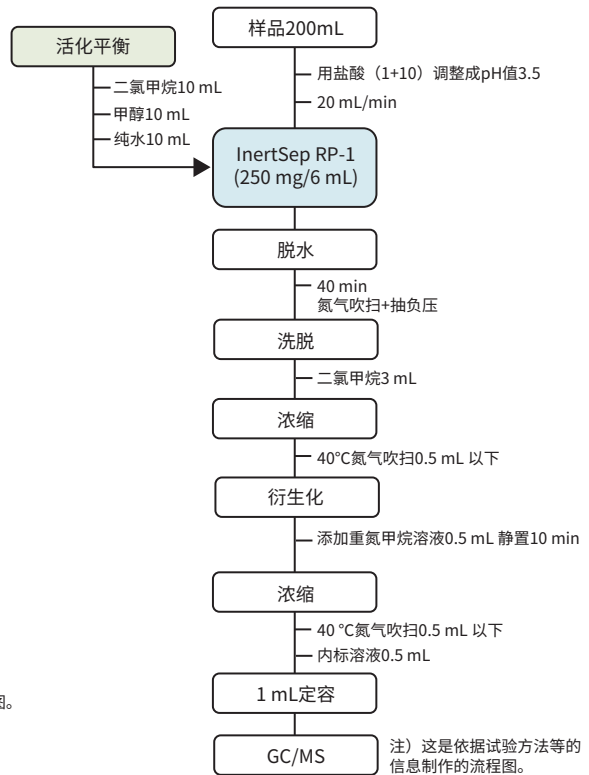 活化平衡
二氯甲烷10 mL
甲醇10 mL
纯水10 mL
样品200mL
用盐酸（1+10）调整成pH值3.5
20 mL/min
InertSep RP-1
(250 mg/6 mL)
脱水
40 min
氮气吹扫+抽负压
洗脱
二氯甲烷3 mL
浓缩
40℃氮气吹扫0.5 mL 以下
衍生化
添加重氮甲烷溶液0.5 mL 静置10 min
浓缩
40 ℃氮气吹扫0.5 mL 以下
内标溶液0.5 mL
1 mL定容
图。
GC/MS
注）这是依据试验方法等的
信息制作的流程图。